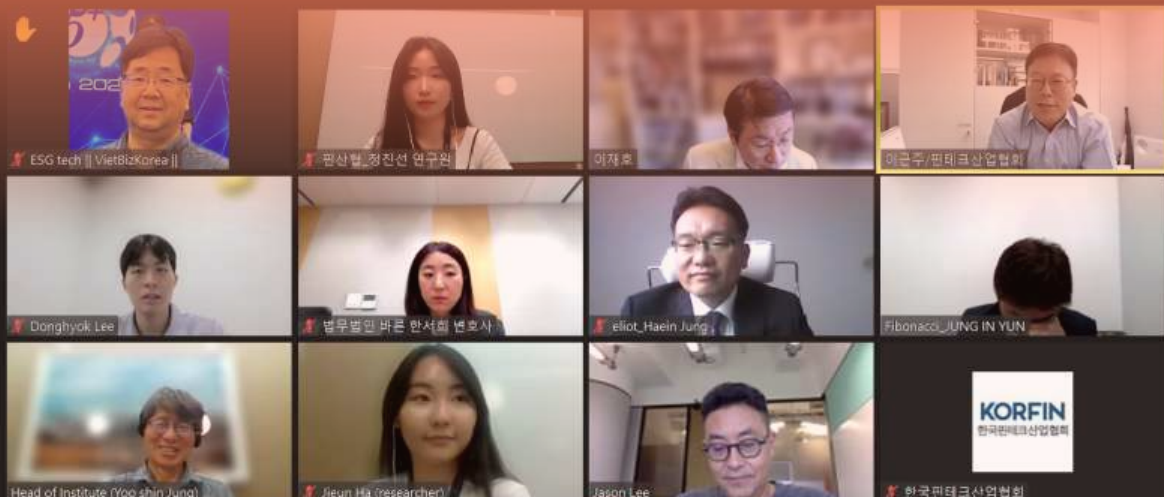 202
ESG tech || VietBizKorea ||
핀산협_정진선 연구원
이재호
이근주/핀테크산업협회
Donghyok Lee
법무법인 바른 한서희 변호사
eliot_Haein Jung
Fibonacci_JUNG IN YUN
Head of Institute (Yoo shin Jung)
Jieun Ha (researcher)
Jason Lee
KORFIN
한국핀테크산업협회
한국핀테크산업협회